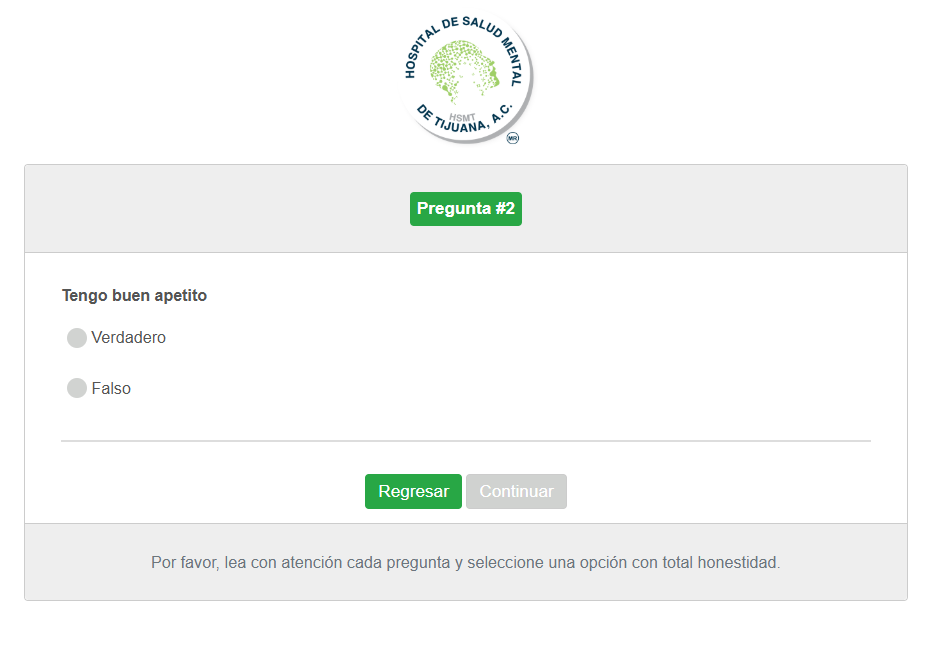 HOSPITAL DE SALUD MENTAL
HSMT
DE TIJUANA, A.C.
MR
Pregunta #2
Tengo buen apetito
Verdadero
Falso
Regresar Continuar
Por favor, lea con atención cada pregunta y seleccione una opción con total honestidad.